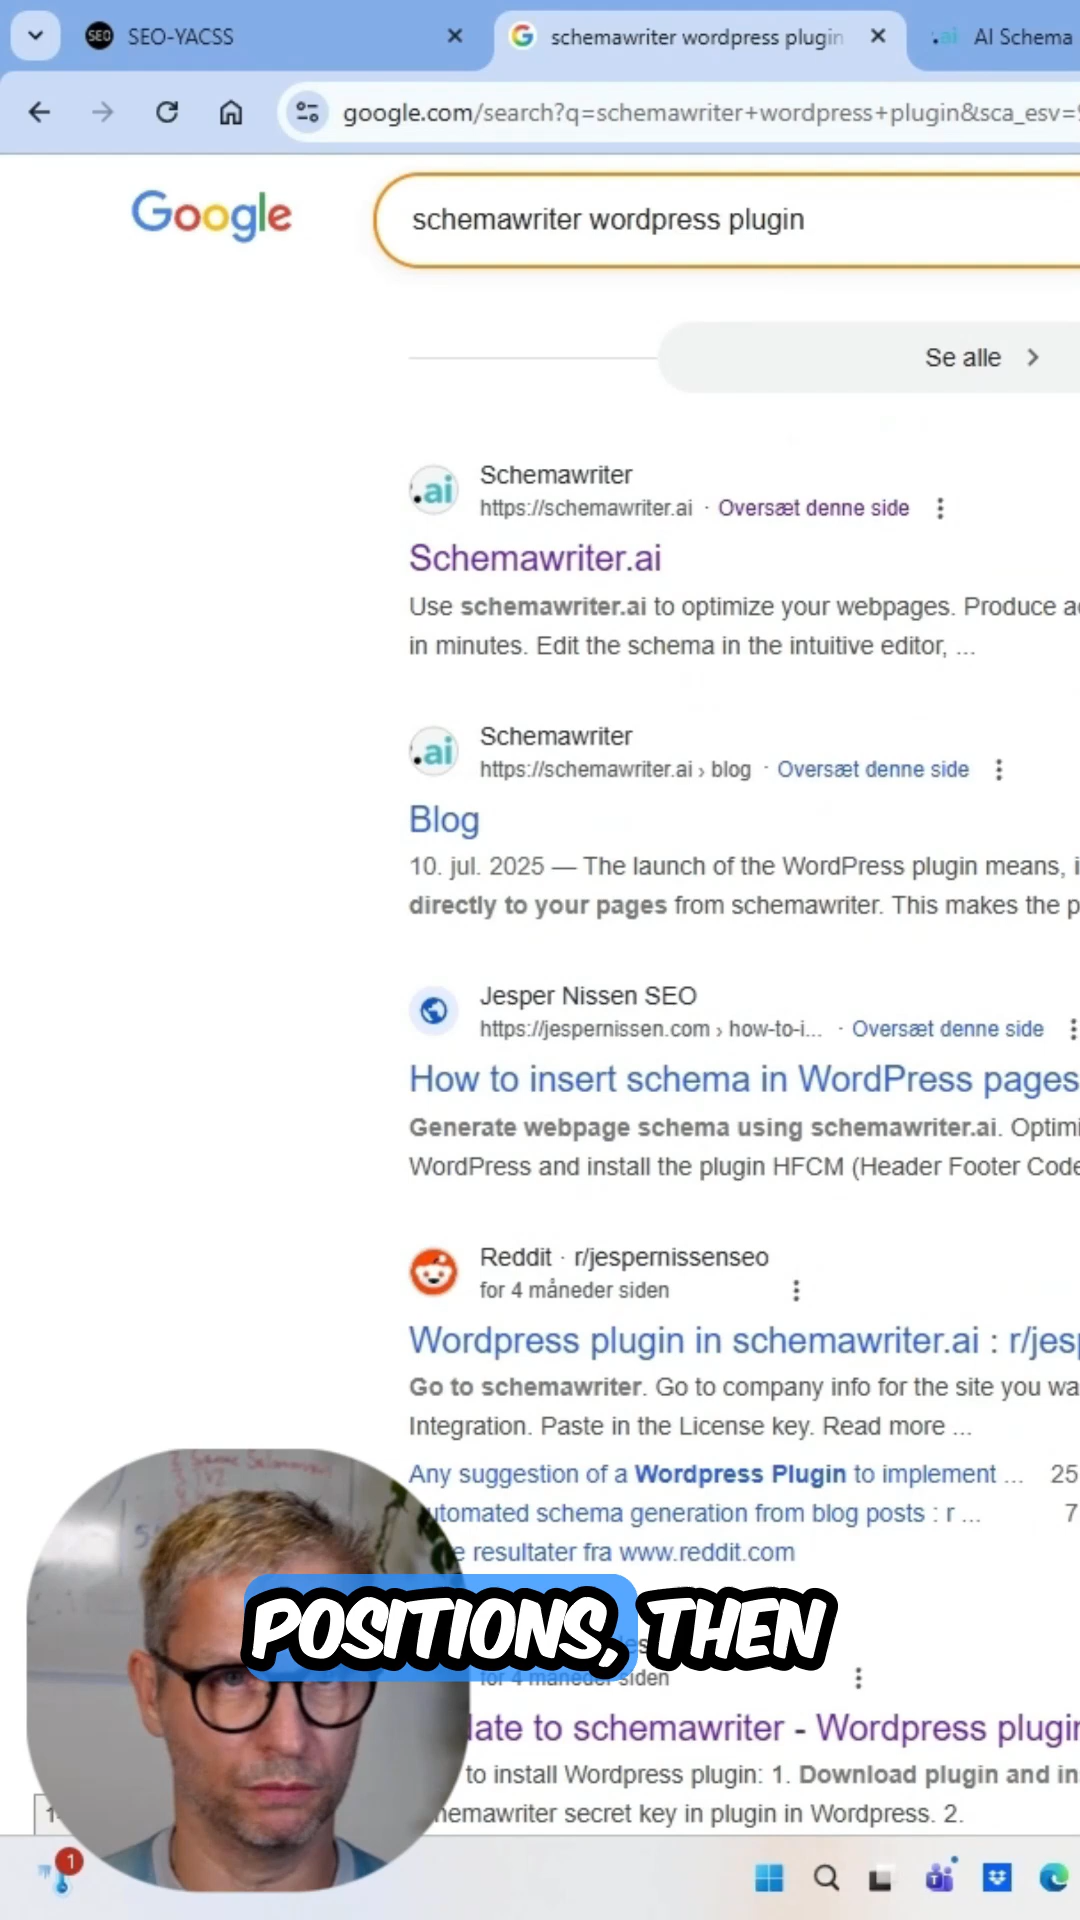 SEO
SEO-YACSS
schemawriter wordpress plugin
.ai
AI Schema
google.com/search?q=schemawriter+wordpress+plugin&sca_esv=
Google
schemawriter wordpress plugin
Se alle
.ai
Schemawriter
https://schemawriter.ai · Oversæt denne side
Schemawriter.ai
Use schemawriter.ai to optimize your webpages. Produce
in minutes. Edit the schema in the intuitive editor, ...
.ai
Schemawriter
https://schemawriter.ai › blog · Oversæt denne side
Blog
10. jul. 2025 — The launch of the WordPress plugin means,
directly to your pages from schemawriter. This makes the
Jesper Nissen SEO
https://jespernissen.com › how-to-i... · Oversæt denne side
How to insert schema in WordPress pages
Generate webpage schema using schemawriter.ai. Optimi
WordPress and install the plugin HFCM (Header Footer Code
Reddit · r/jespernissenseo
for 4 måneder siden
Wordpress plugin in schemawriter.ai : r/jesp
Go to schemawriter. Go to company info for the site you wa
Integration. Paste in the License key. Read more ...
Any suggestion of a Wordpress Plugin to implement ... 25
utomated schema generation from blog posts : r ... 7
e resultater fra www.reddit.com
POSITIONS, THEN
for 4 måneder siden
date to schemawriter - Wordpress plugin
to install Wordpress plugin: 1. Download plugin and in
hemawriter secret key in plugin in Wordpress. 2.
1